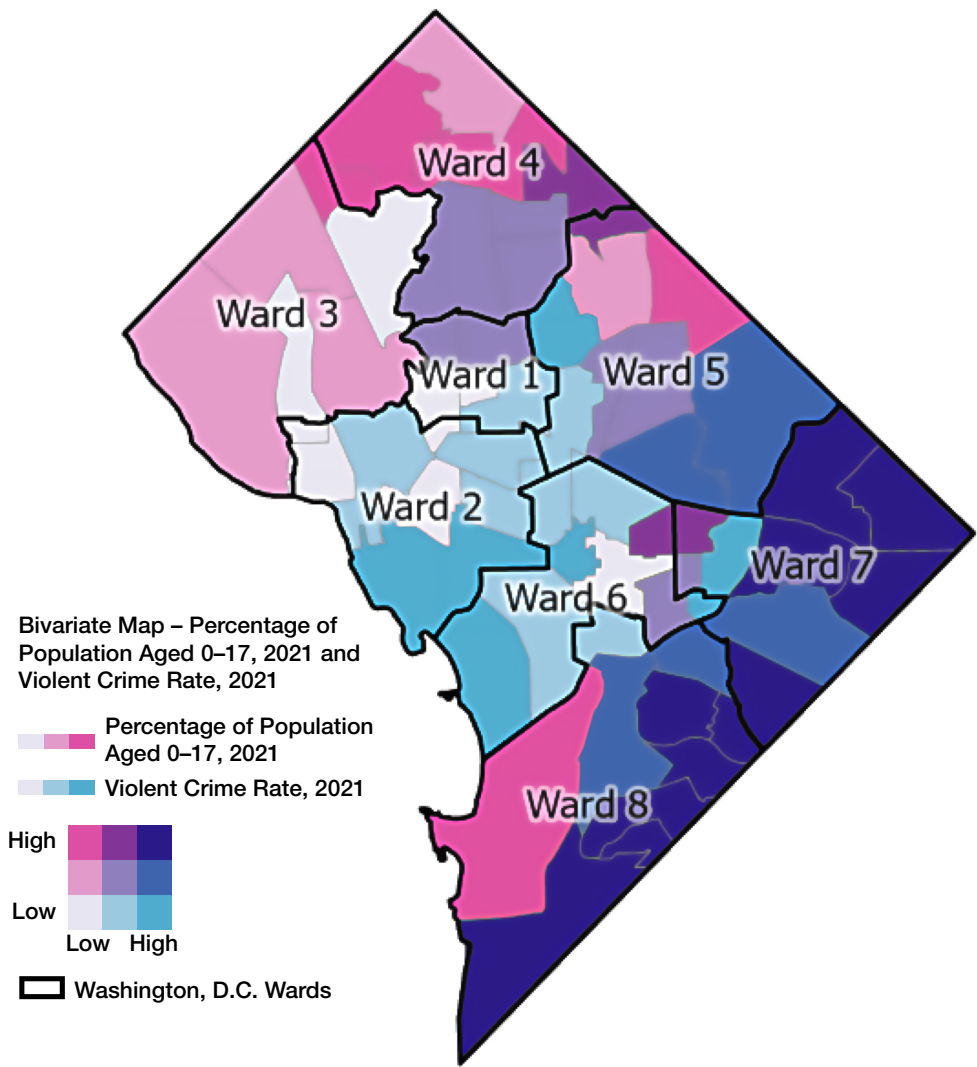 Ward 4
Ward 3
Ward 1
Ward 5
Ward 2
Ward 7
Ward 6
Ward 8
Bivariate Map – Percentage of
Population Aged 0–17, 2021 and
Violent Crime Rate, 2021
Percentage of Population
Aged 0–17, 2021
Violent Crime Rate, 2021
High
Low
Low High
Washington, D.C. Wards